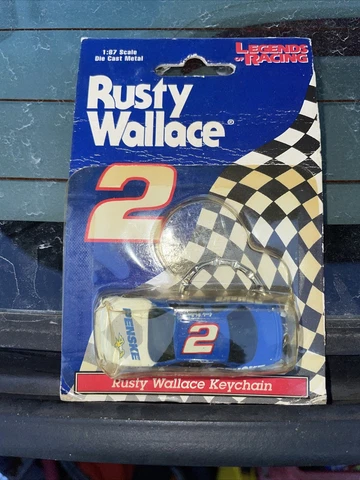 1:87 Scale
Die Cast Metal
LEGENDS
OF RACING
Rusty
Wallace®
2
PENSKE
2
Rusty Wallace Keychain